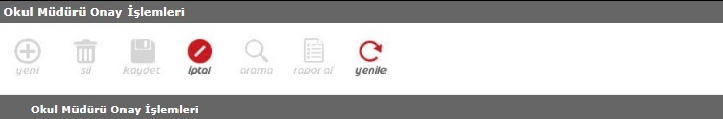 Okul Müdürü Onay İşlemleri
yeni sil kaydet iptal arama rapor al yenile
Okul Müdürü Onay İşlemleri